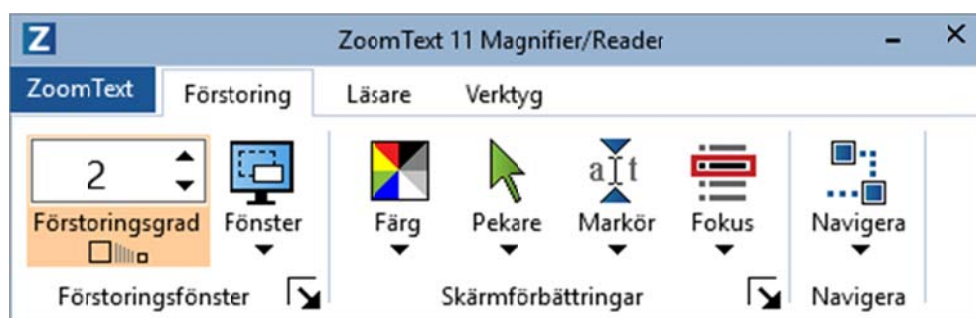 Z ZoomText 11 Magnifier/Reader
ZoomText Förstoring Läsare Verktyg
2
Förstoringsgrad Fönster Färg Pekare a t Markör Fokus Navigera
Förstoringsfönster Skärmförbättringar Navigera